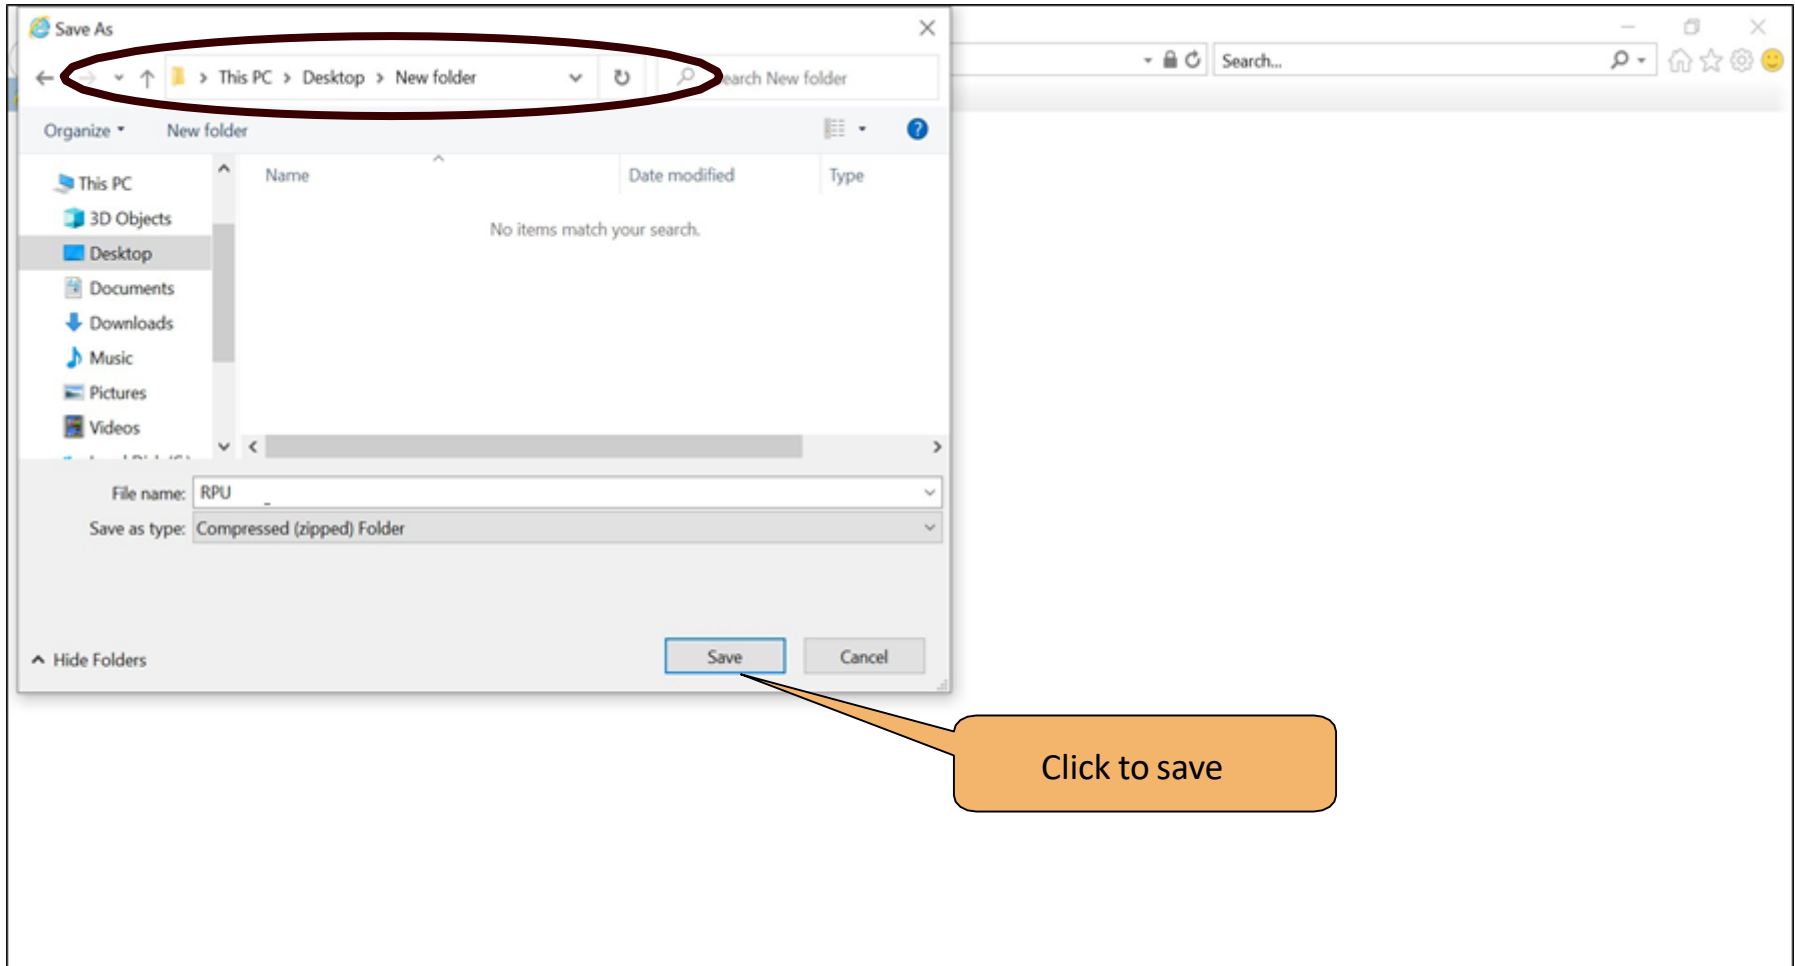 Save As
This PC > Desktop > New folder
earch New folder
Search...
Organize
New folder
Name
Date modified
Type
This PC
3D Objects
Desktop
Documents
Downloads
Music
Pictures
Videos
No items match your search.
File name: RPU _
Save as type: Compressed (zipped) Folder
Hide Folders
Save
Cancel
Click to save